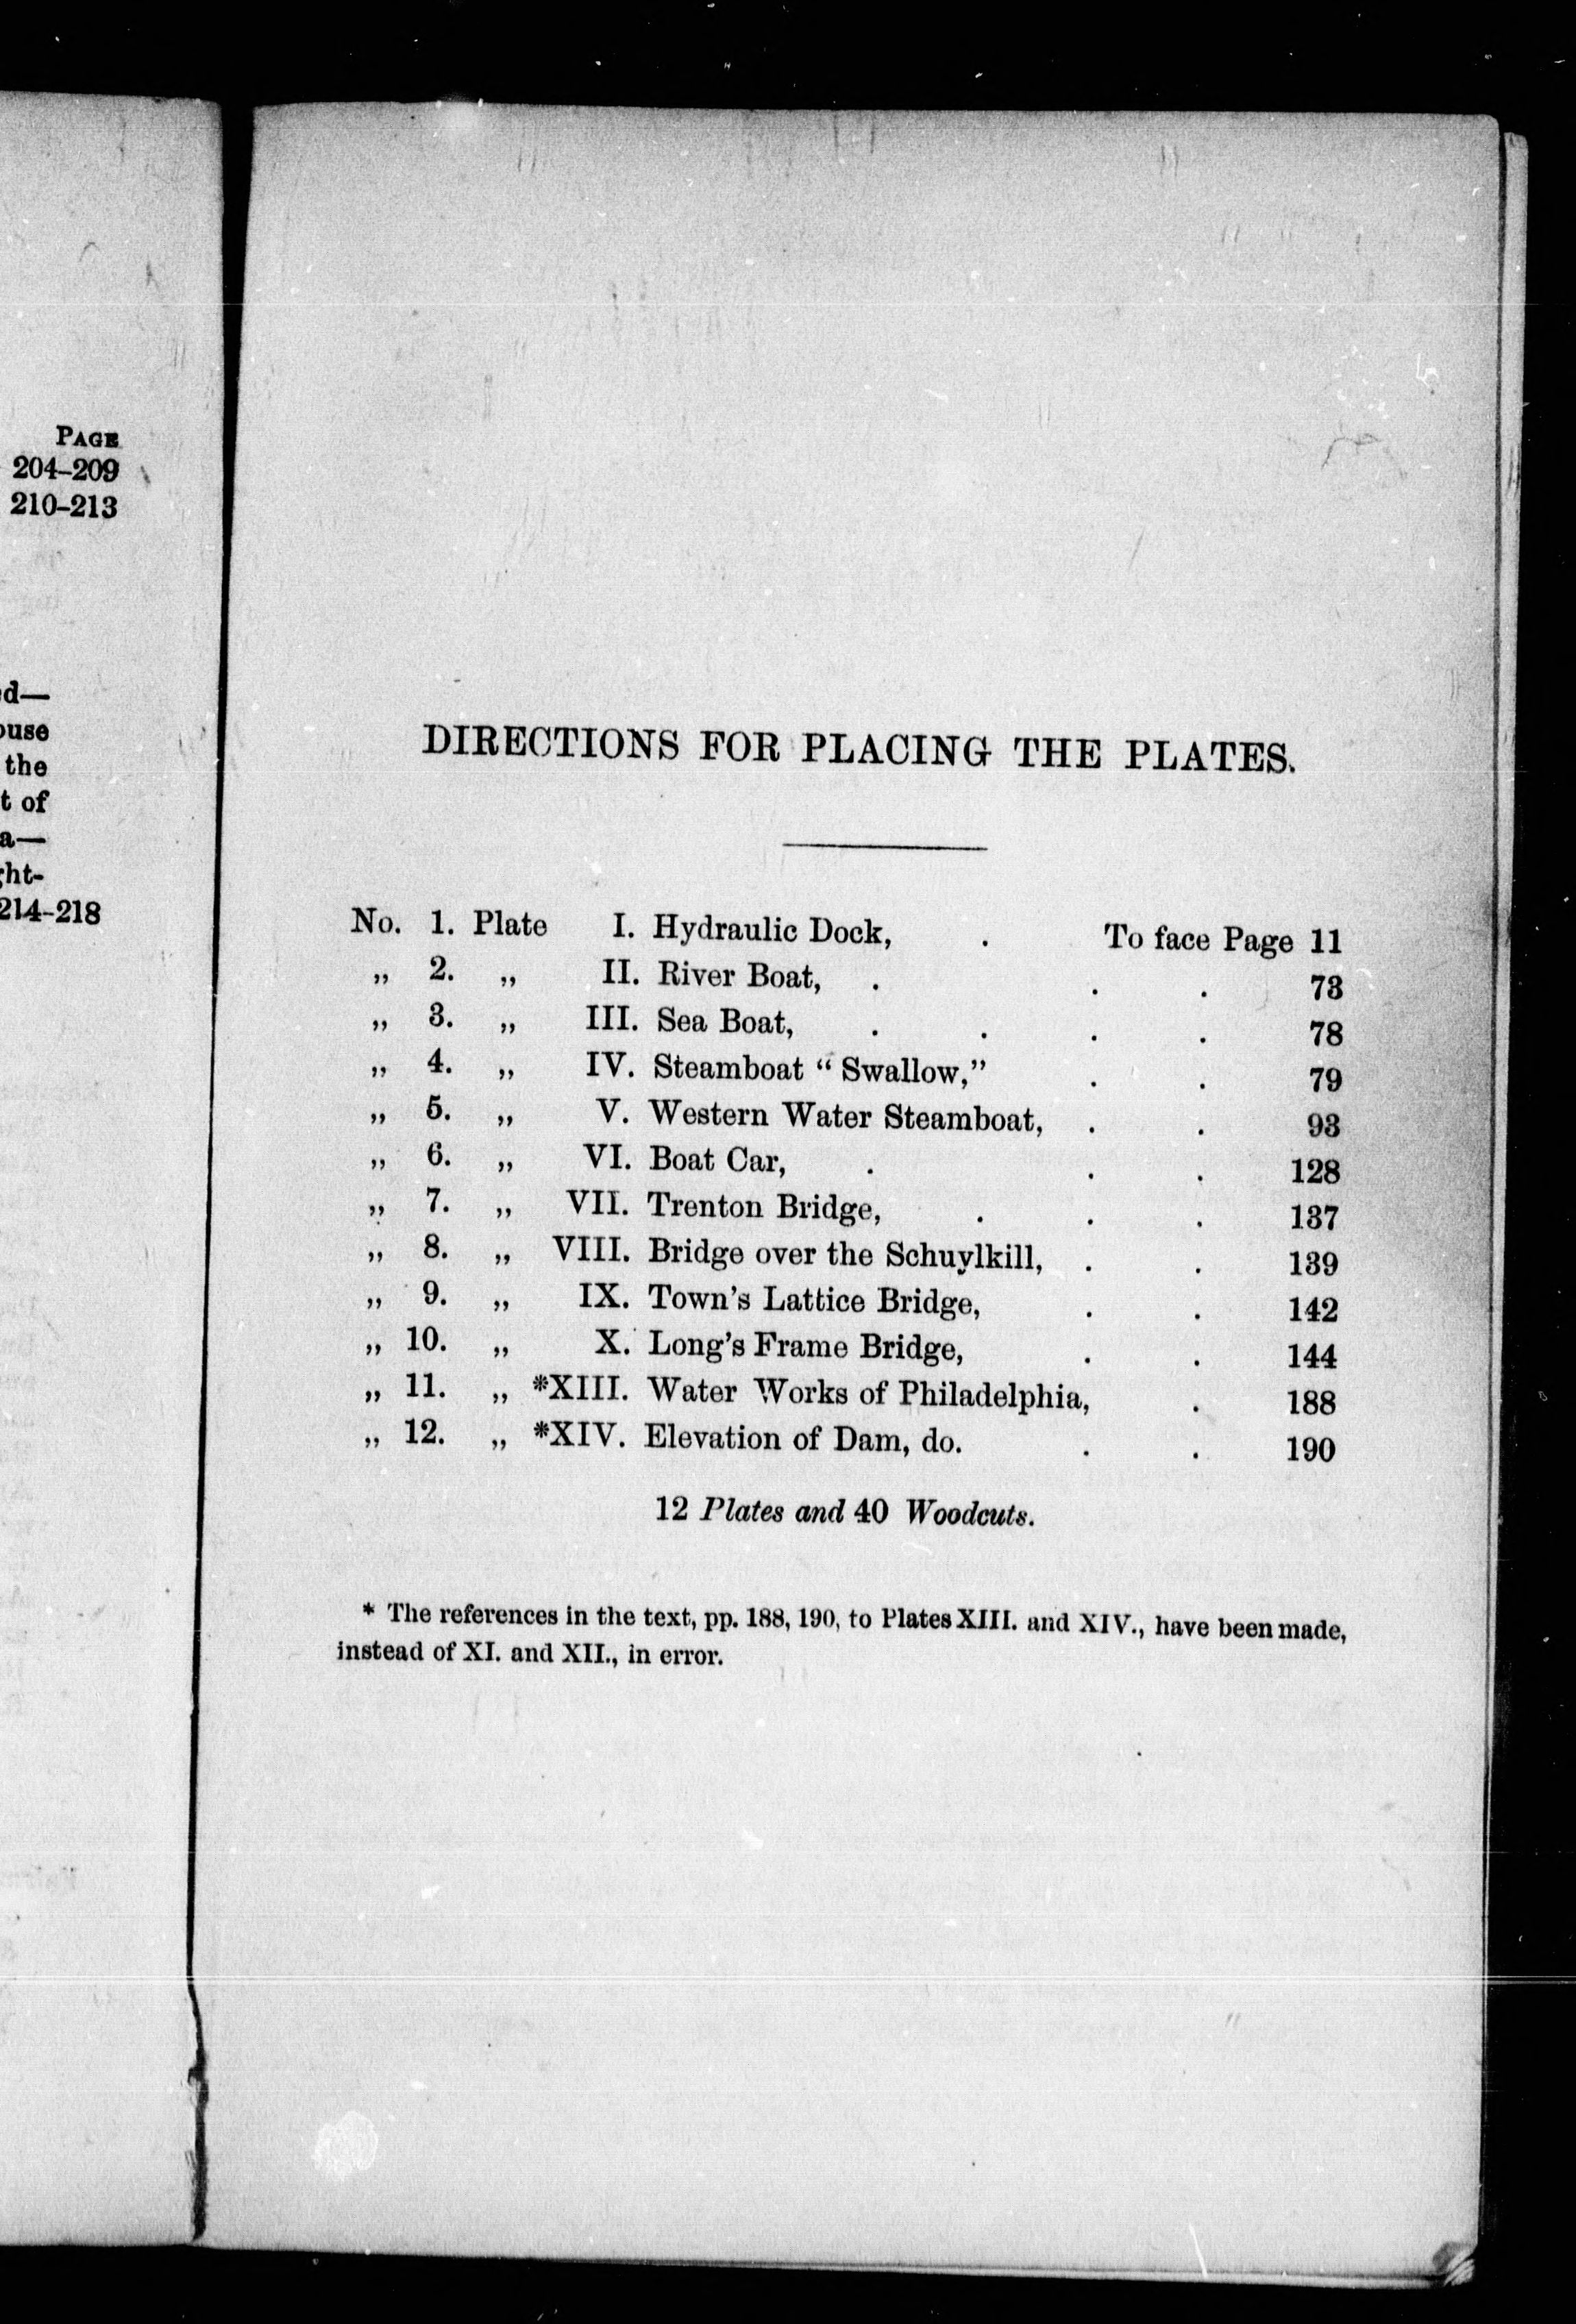 PAGE
204–209
210–213
the
t of
a—
214–218
DIRECTIONS FOR PLACING THE PLATES.
No. 1. Plate I. Hydraulic Dock, . To face Page 11
„ 2. „ II. River Boat, . . . 73
„ 3. „ III. Sea Boat, . . . . 78
„ 4. „ IV. Steamboat “Swallow,” . . 79
„ 5. „ V. Western Water Steamboat, . . 93
„ 6. „ VI. Boat Car, . . . 128
„ 7. „ VII. Trenton Bridge, . . . 137
„ 8. „ VIII. Bridge over the Schuylkill, . . 139
„ 9. „ IX. Town’s Lattice Bridge, . . 142
„ 10. „ X. Long’s Frame Bridge, . . 144
„ 11. „ *XIII. Water Works of Philadelphia, . 188
„ 12. „ *XIV. Elevation of Dam, do. . . 190
12 Plates and 40 Woodcuts.
* The references in the text, pp. 188, 190, to Plates XIII. and XIV., have been made,
instead of XI. and XII., in error.